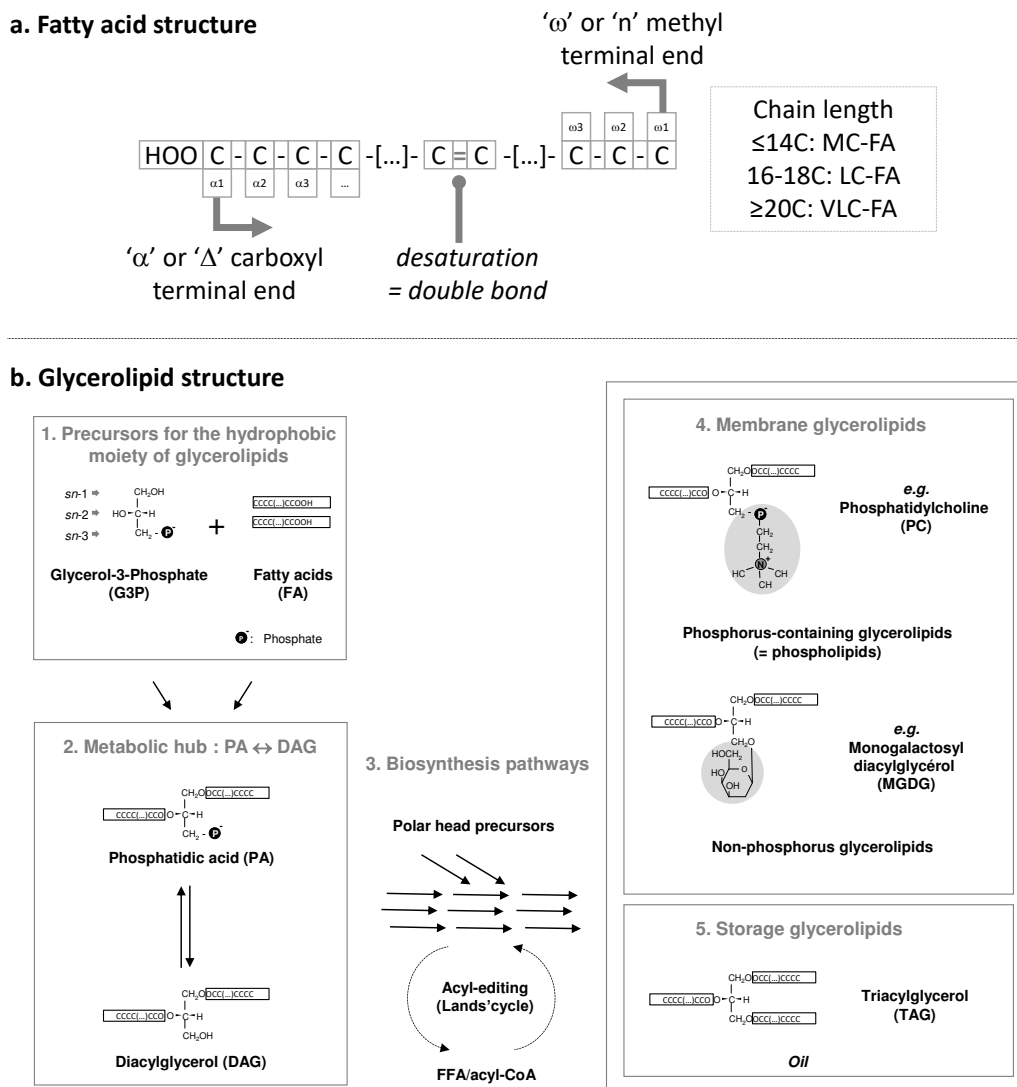 a. Fatty acid structure
'ω' or 'n' methyl
terminal end
ω3 ω2 ω1
HOO C - C - C - C -[...]- C = C -[...]- C - C - C
α1 α2 α3 ...
'α' or 'Δ' carboxyl
terminal end
desaturation
= double bond
Chain length
≤14C: MC-FA
16-18C: LC-FA
≥20C: VLC-FA
b. Glycerolipid structure
1. Precursors for the hydrophobic
moiety of glycerolipids
sn-1
sn-2
sn-3
CH2OH
HO-C-H
CH2 - P-
+
CCCC(...)CCOOH
CCCC(...)CCOOH
Glycerol-3-Phosphate
(G3P)
Fatty acids
(FA)
P- : Phosphate
2. Metabolic hub : PA ↔ DAG
CH2OOCC(...)CCCC
CCCC(...)CCO O-C-H
CH2 - P-
Phosphatidic acid (PA)
CH2OOCC(...)CCCC
CCCC(...)CCO O-C-H
CH2OH
Diacylglycerol (DAG)
3. Biosynthesis pathways
Polar head precursors
Acyl-editing
(Lands'cycle)
FFA/acyl-CoA
4. Membrane glycerolipids
CH2OOCC(...)CCCC
CCCC(...)CCO O-C-H
CH2 - P-
CH2
CH2
N+
HC CH
CH
e.g.
Phosphatidylcholine
(PC)
Phosphorus-containing glycerolipids
(= phospholipids)
CH2OOCC(...)CCCC
CCCC(...)CCO O-C-H
CH2O
HOCH2
O
HO
OH
e.g.
Monogalactosyl
diacylglycérol
(MGDG)
Non-phosphorus glycerolipids
5. Storage glycerolipids
CH2OOCC(...)CCCC
CCCC(...)CCO O-C-H
CH2OOCC(...)CCCC
Triacylglycerol
(TAG)
Oil